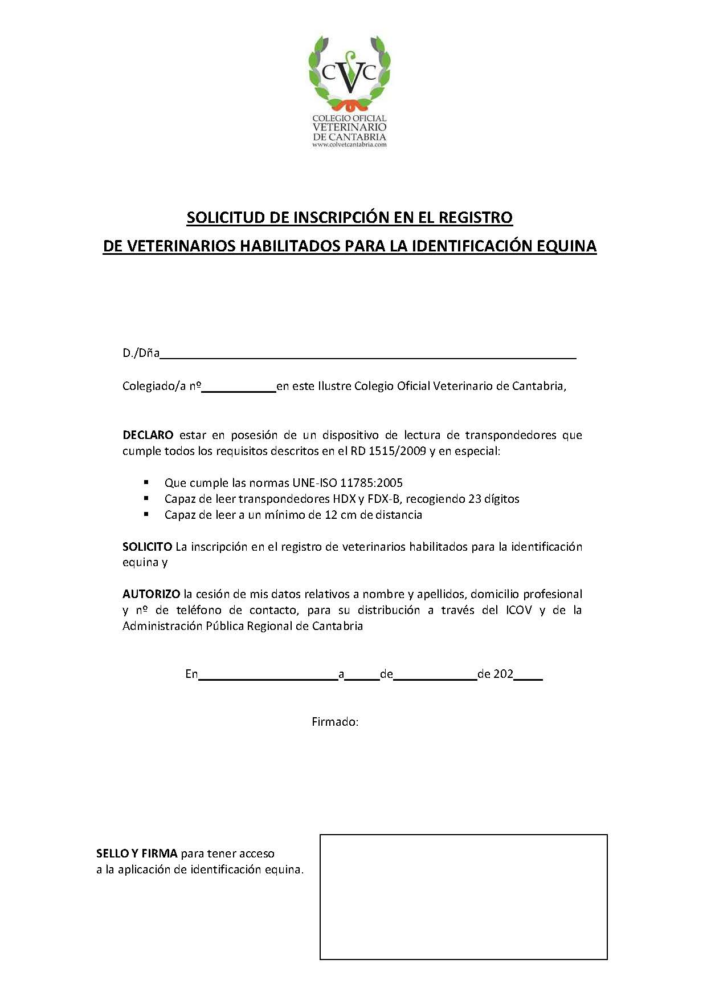 CVC
COLEGIO OFICIAL
VETERINARIO
DE CANTABRIA
www.colvetcantabria.com
SOLICITUD DE INSCRIPCIÓN EN EL REGISTRO
DE VETERINARIOS HABILITADOS PARA LA IDENTIFICACIÓN EQUINA
D./Dña
Colegiado/a nº____________en este Ilustre Colegio Oficial Veterinario de Cantabria,
DECLARO estar en posesión de un dispositivo de lectura de transpondedores que
cumple todos los requisitos descritos en el RD 1515/2009 y en especial:
▪ Que cumple las normas UNE-ISO 11785:2005
▪ Capaz de leer transpondedores HDX y FDX-B, recogiendo 23 dígitos
▪ Capaz de leer a un mínimo de 12 cm de distancia
SOLICITO La inscripción en el registro de veterinarios habilitados para la identificación
equina y
AUTORIZO la cesión de mis datos relativos a nombre y apellidos, domicilio profesional
y nº de teléfono de contacto, para su distribución a través del ICOV y de la
Administración Pública Regional de Cantabria
En______________________a_____de_____________de 202____
Firmado:
SELLO Y FIRMA para tener acceso
a la aplicación de identificación equina.